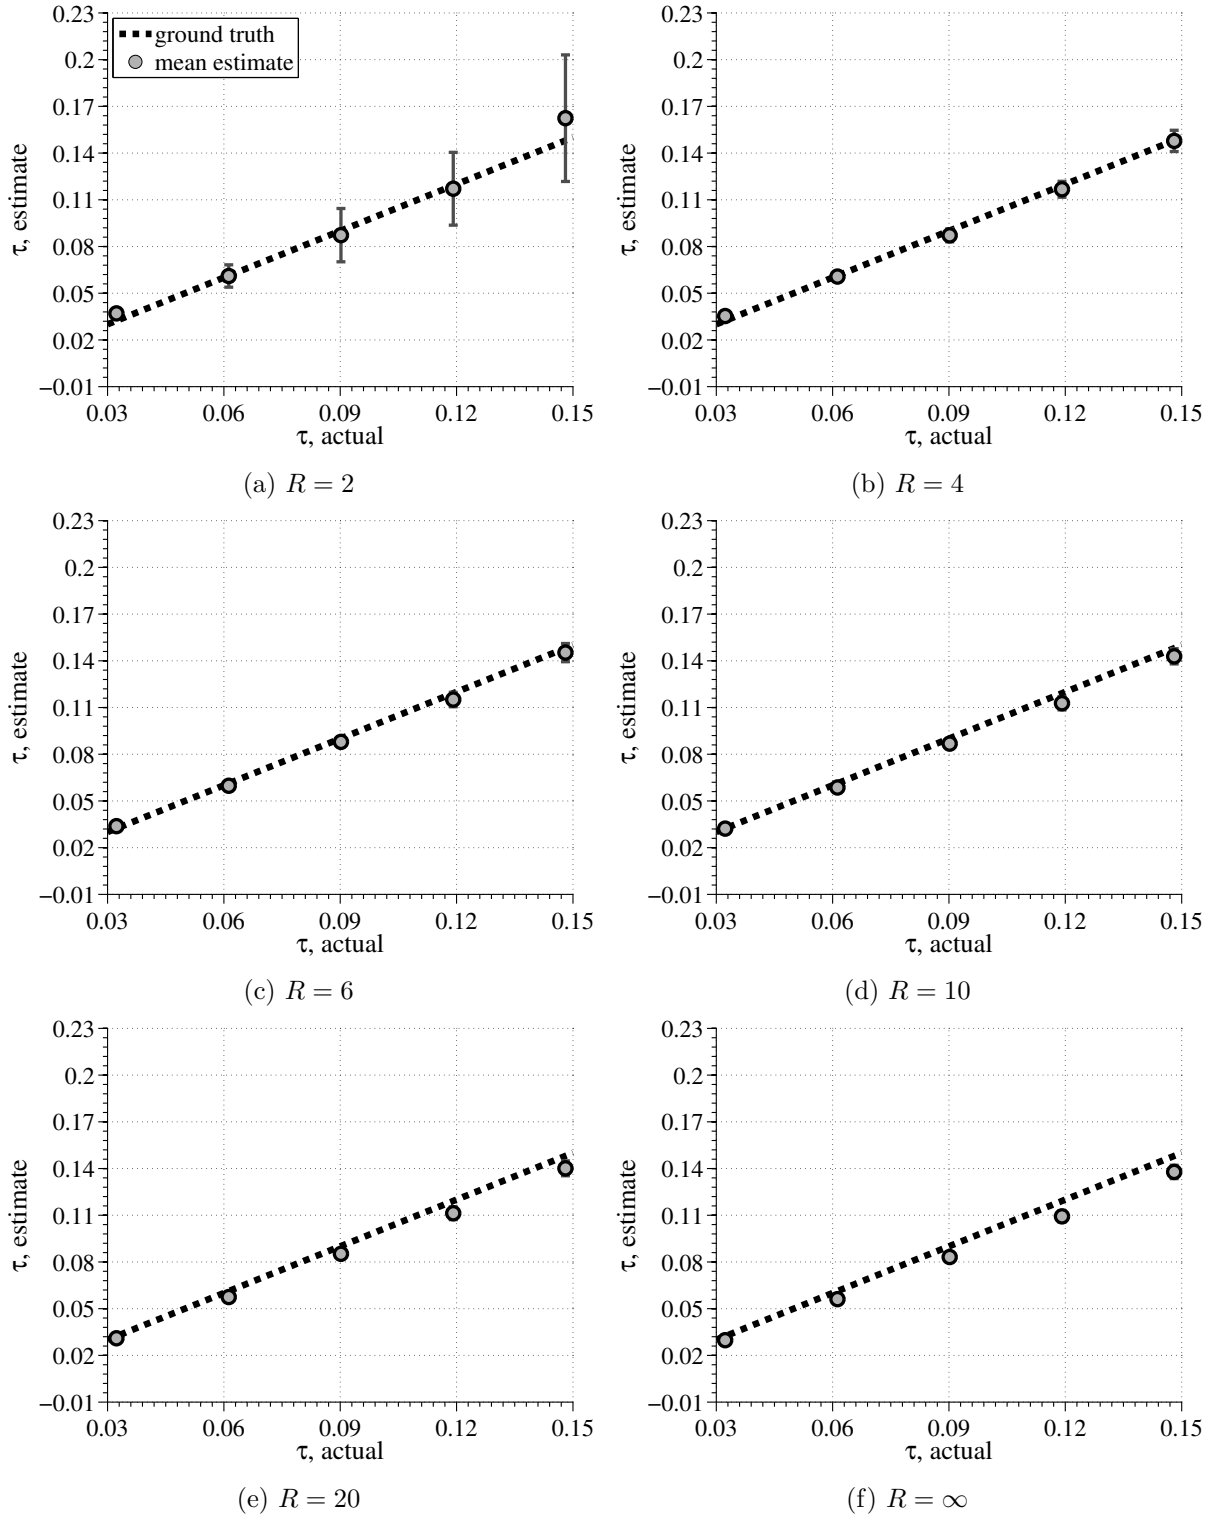 0.23
ground truth
mean estimate
0.2
0.17
0.14
0.11
0.08
0.05
0.02
−0.01
τ, estimate
0.03 0.06 0.09 0.12 0.15
τ, actual
(a) R = 2
0.23
0.2
0.17
0.14
0.11
0.08
0.05
0.02
−0.01
τ, estimate
0.03 0.06 0.09 0.12 0.15
τ, actual
(b) R = 4
0.23
0.2
0.17
0.14
0.11
0.08
0.05
0.02
−0.01
τ, estimate
0.03 0.06 0.09 0.12 0.15
τ, actual
(c) R = 6
0.23
0.2
0.17
0.14
0.11
0.08
0.05
0.02
−0.01
τ, estimate
0.03 0.06 0.09 0.12 0.15
τ, actual
(d) R = 10
0.23
0.2
0.17
0.14
0.11
0.08
0.05
0.02
−0.01
τ, estimate
0.03 0.06 0.09 0.12 0.15
τ, actual
(e) R = 20
0.23
0.2
0.17
0.14
0.11
0.08
0.05
0.02
−0.01
τ, estimate
0.03 0.06 0.09 0.12 0.15
τ, actual
(f) R = ∞